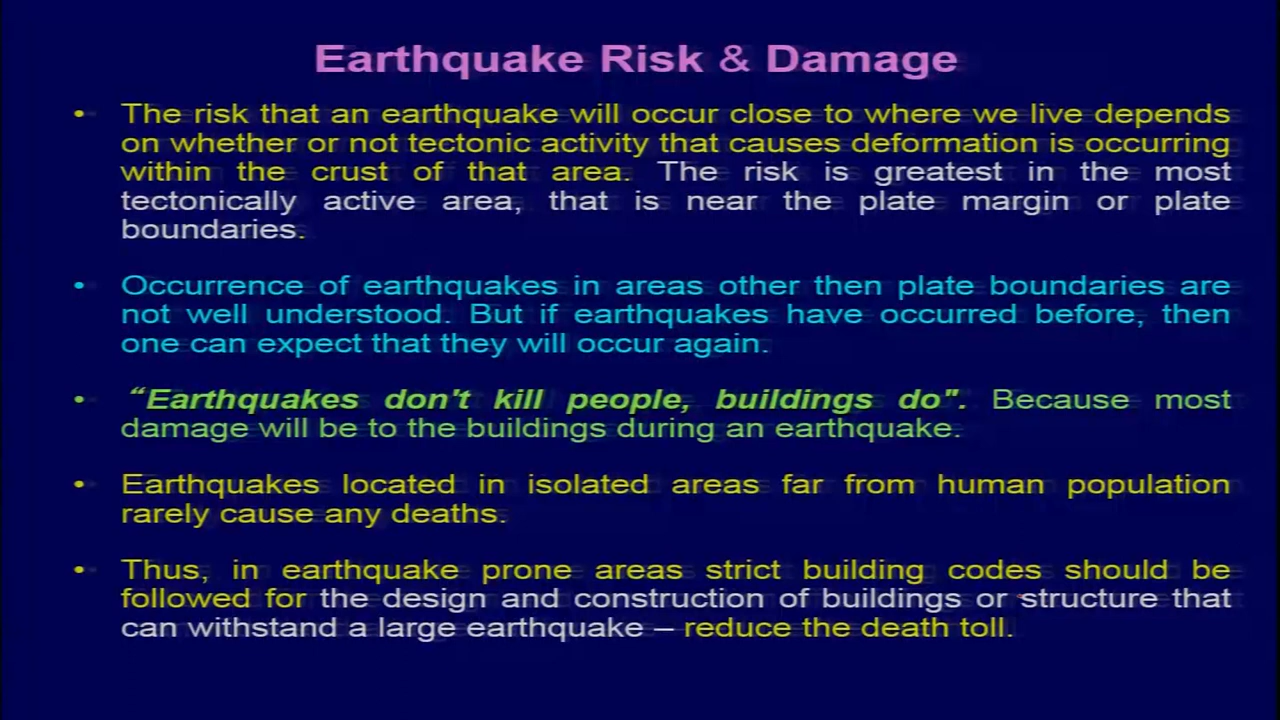 Earthquake Risk & Damage
• The risk that an earthquake will occur close to where we live depends
on whether or not tectonic activity that causes deformation is occurring
within the crust of that area. The risk is greatest in the most
tectonically active area, that is near the plate margin or plate
boundaries.
• Occurrence of earthquakes in areas other then plate boundaries are
not well understood. But if earthquakes have occurred before, then
one can expect that they will occur again.
• “Earthquakes don't kill people, buildings do". Because most
damage will be to the buildings during an earthquake.
• Earthquakes located in isolated areas far from human population
rarely cause any deaths.
• Thus, in earthquake prone areas strict building codes should be
followed for the design and construction of buildings or structure that
can withstand a large earthquake – reduce the death toll.